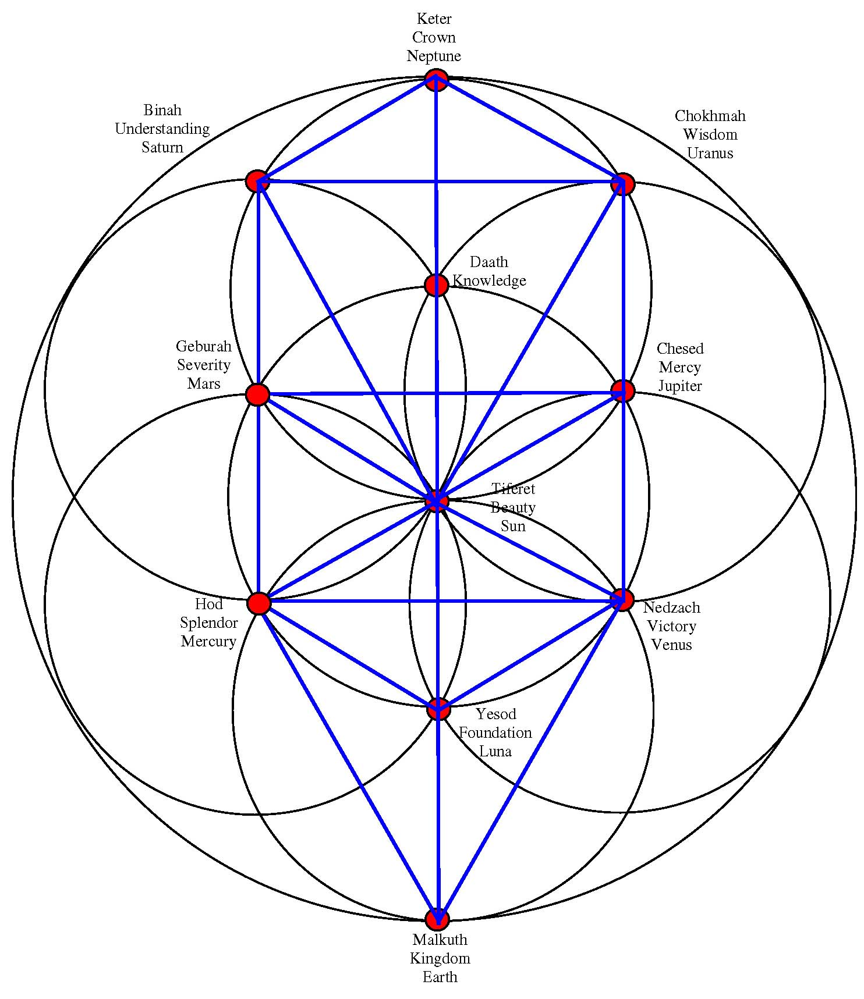 Keter
Crown
Neptune
Binah
Understanding
Saturn
Chokhmah
Wisdom
Uranus
Daath
Knowledge
Geburah
Severity
Mars
Chesed
Mercy
Jupiter
Tiferet
Beauty
Sun
Hod
Splendor
Mercury
Nedzach
Victory
Venus
Yesod
Foundation
Luna
Malkuth
Kingdom
Earth